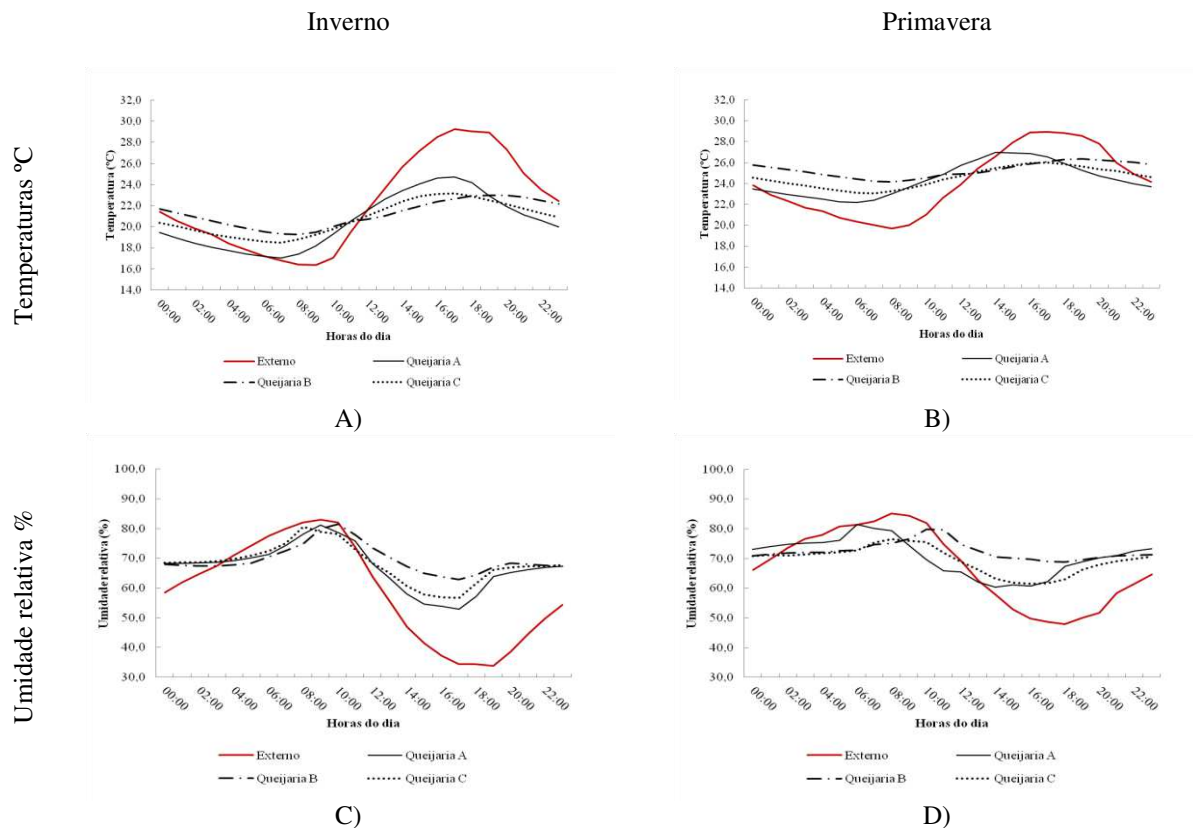 Inverno
Primavera
Temperaturas ºC
32,0
30,0
28,0
26,0
24,0
22,0
20,0
18,0
16,0
14,0
Temperatura (ºC)
00:00 02:00 04:00 06:00 08:00 10:00 12:00 14:00 16:00 18:00 20:00 22:00
Horas do dia
Externo Queijaria A
Queijaria B Queijaria C
A)
32,0
30,0
28,0
26,0
24,0
22,0
20,0
18,0
16,0
14,0
Temperatura (ºC)
00:00 02:00 04:00 06:00 08:00 10:00 12:00 14:00 16:00 18:00 20:00 22:00
Horas do dia
Externo Queijaria A
Queijaria B Queijaria C
B)
Umidade relativa %
100,0
90,0
80,0
70,0
60,0
50,0
40,0
30,0
Umidade relativa (%)
00:00 02:00 04:00 06:00 08:00 10:00 12:00 14:00 16:00 18:00 20:00 22:00
Horas do dia
Externo Queijaria A
Queijaria B Queijaria C
C)
100,0
90,0
80,0
70,0
60,0
50,0
40,0
30,0
Umidade relativa (%)
00:00 02:00 04:00 06:00 08:00 10:00 12:00 14:00 16:00 18:00 20:00 22:00
Horas do dia
Externo Queijaria A
Queijaria B Queijaria C
D)